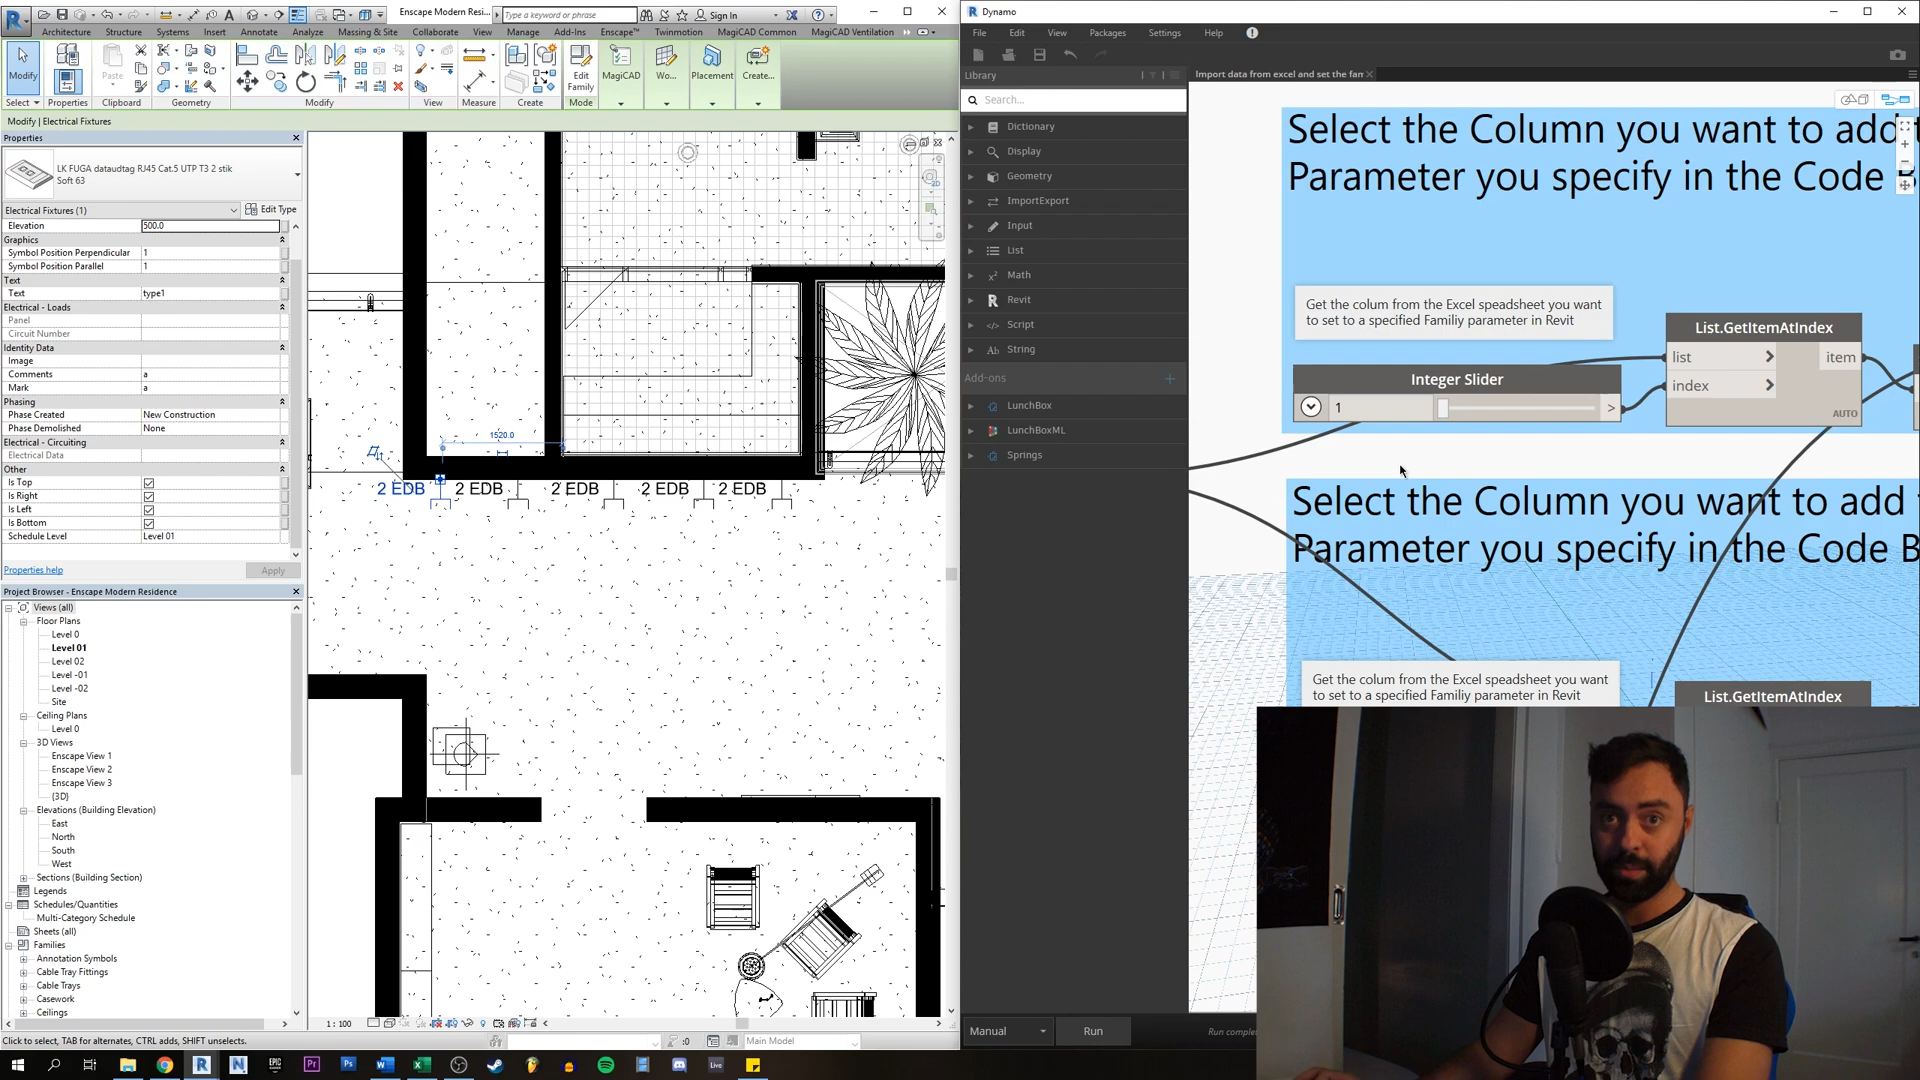 Enscape Modern Resi...
Type a keyword or phrase
Sign In
Architecture Structure Systems Insert Annotate Analyze Massing & Site Collaborate View Manage Add-Ins Enscape™ Twinmotion MagiCAD Common MagiCAD Ventilation
Modify
Properties
Paste
Edit
Family
MagiCAD
Wo...
Placement
Create...
Select
Properties
Clipboard
Geometry
Modify
View
Measure
Create
Mode
Modify | Electrical Fixtures
Properties
LK FUGA dataudtag RJ45 Cat.5 UTP T3 2 stik
Soft 63
Electrical Fixtures (1)
Edit Type
Elevation 500.0
Graphics
Symbol Position Perpendicular 1
Symbol Position Parallel 1
Text
Text type1
Electrical - Loads
Panel
Circuit Number
Identity Data
Image
Comments a
Mark a
Phasing
Phase Created New Construction
Phase Demolished None
Electrical - Circuiting
Electrical Data
Other
Is Top
Is Right
Is Left
Is Bottom
Schedule Level Level 01
Properties help
Apply
Project Browser - Enscape Modern Residence
Views (all)
Floor Plans
Level 0
Level 01
Level 02
Level -01
Level -02
Site
Ceiling Plans
Level 0
3D Views
Enscape View 1
Enscape View 2
Enscape View 3
{3D}
Elevations (Building Elevation)
East
North
South
West
Sections (Building Section)
Legends
Schedules/Quantities
Multi-Category Schedule
Sheets (all)
Families
Annotation Symbols
Cable Tray Fittings
Cable Trays
Casework
Ceilings
1520.0
2 EDB 2 EDB 2 EDB 2 EDB 2 EDB
2D
1 : 100
Click to select, TAB for alternates, CTRL adds, SHIFT unselects.
:0
Main Model
Dynamo
File Edit View Packages Settings Help
Library
Import data from excel and set the fam
Search...
Dictionary
Display
Geometry
ImportExport
Input
List
Math
Revit
Script
String
Add-ons
LunchBox
LunchBoxML
Springs
Select the Column you want to add t
Parameter you specify in the Code B
Get the colum from the Excel speadsheet you want
to set to a specified Familiy parameter in Revit
Integer Slider
1
>
List.GetItemAtIndex
list > item
index >
AUTO
Select the Column you want to add
Parameter you specify in the Code B
Get the colum from the Excel speadsheet you want
to set to a specified Familiy parameter in Revit
List.GetItemAtIndex
Manual
Run
Run comple